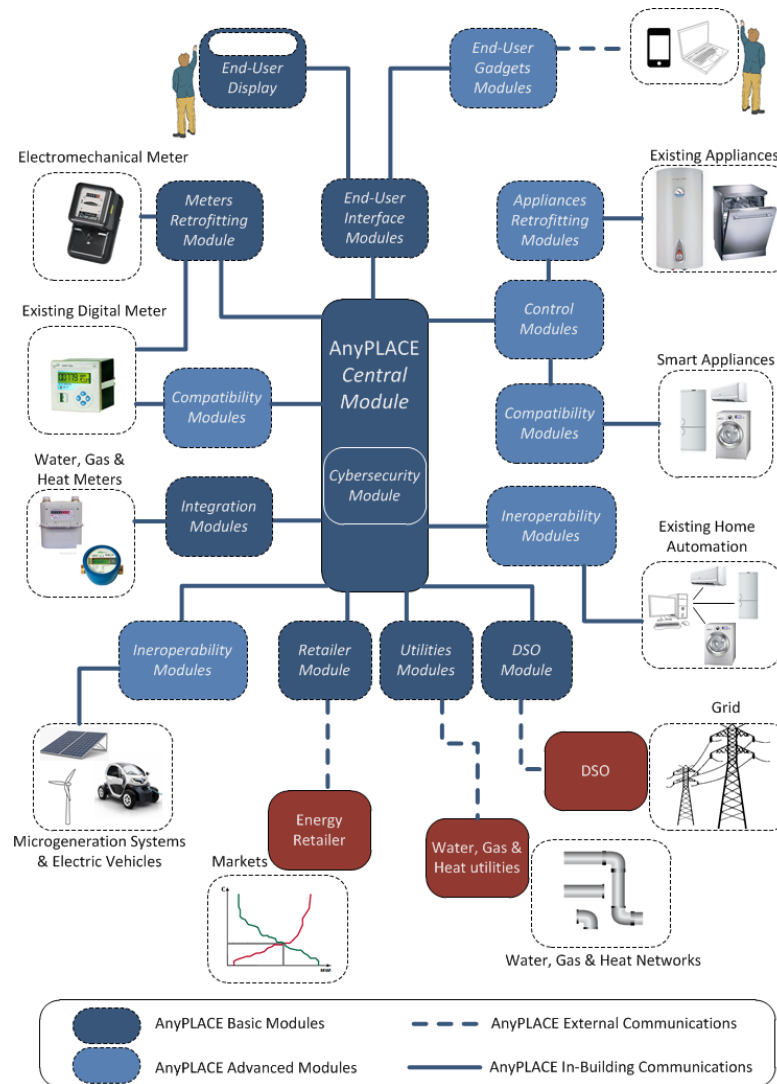 End-User
Display
End-User
Gadgets
Modules
Electromechanical Meter
Existing Appliances
Meters
Retrofitting
Module
End-User
Interface
Modules
Appliances
Retrofitting
Modules
Existing Digital Meter
Control
Modules
AnyPLACE
Central
Module
Smart Appliances
Compatibility
Modules
Compatibility
Modules
Water, Gas &
Heat Meters
Cybersecurity
Module
Integration
Modules
Ineroperability
Modules
Existing Home
Automation
Ineroperability
Modules
Retailer
Module
Utilities
Modules
DSO
Module
Grid
DSO
Microgeneration Systems
& Electric Vehicles
Energy
Retailer
Water, Gas &
Heat utilities
Markets
Water, Gas & Heat Networks
AnyPLACE Basic Modules
AnyPLACE External Communications
AnyPLACE Advanced Modules
AnyPLACE In-Building Communications